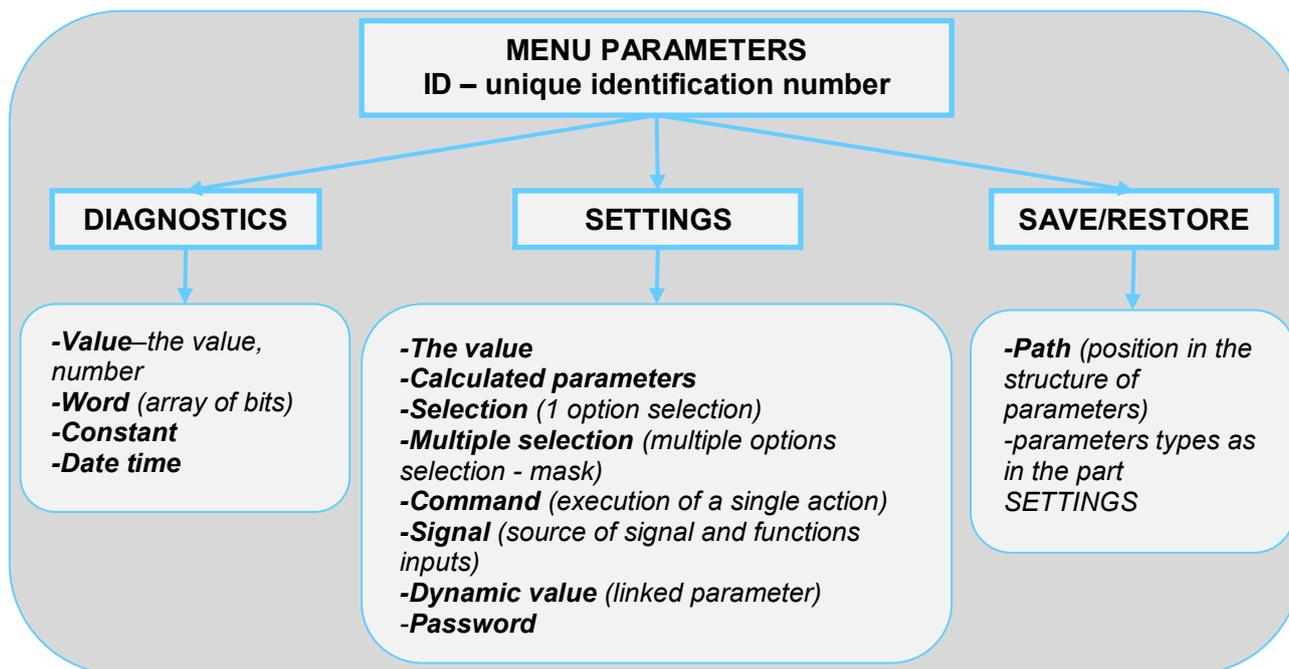 MENU PARAMETERS
ID – unique identification number
DIAGNOSTICS
SETTINGS
SAVE/RESTORE
-Value–the value,
number
-Word (array of bits)
-Constant
-Date time
-The value
-Calculated parameters
-Selection (1 option selection)
-Multiple selection (multiple options
selection - mask)
-Command (execution of a single action)
-Signal (source of signal and functions
inputs)
-Dynamic value (linked parameter)
-Password
-Path (position in the
structure of
parameters)
-parameters types as
in the part
SETTINGS